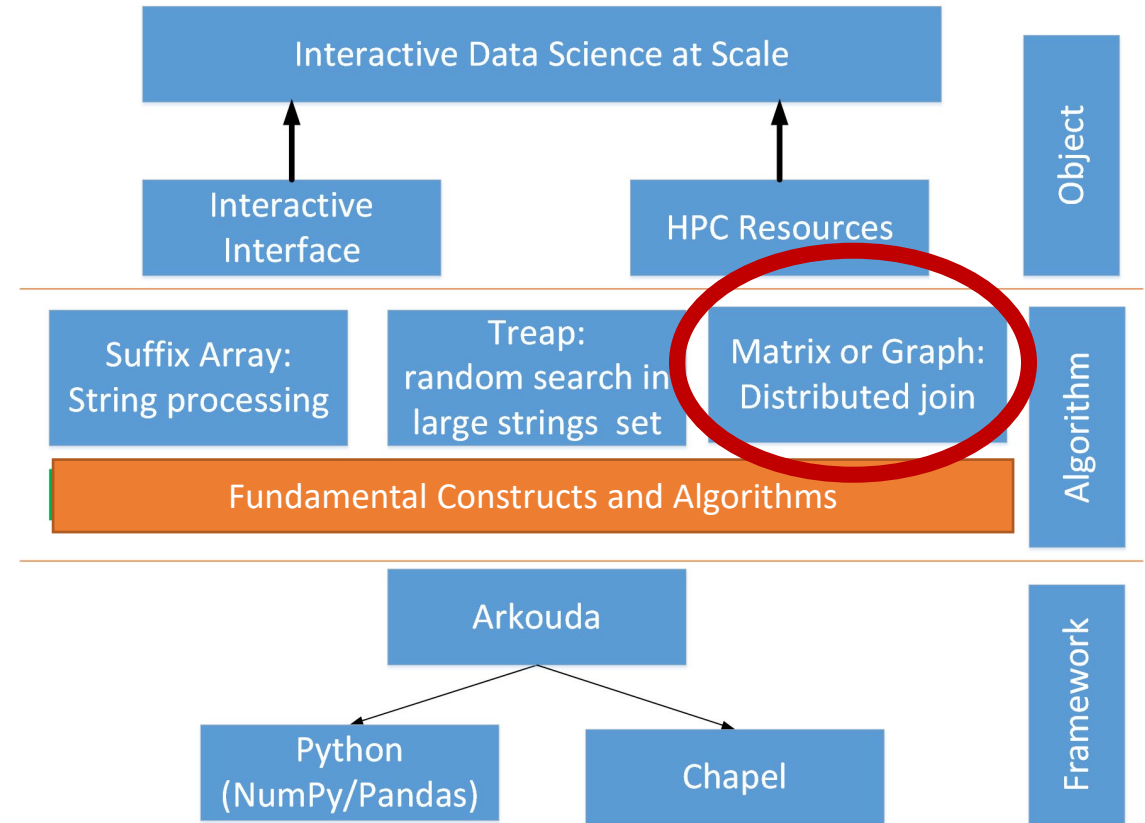 Interactive Data Science at Scale
Interactive
Interface
HPC Resources
Object
Suffix Array:
String processing
Treap:
random search in
large strings set
Matrix or Graph:
Distributed join
Fundamental Constructs and Algorithms
Algorithm
Arkouda
Python
(NumPy/Pandas)
Chapel
Framework